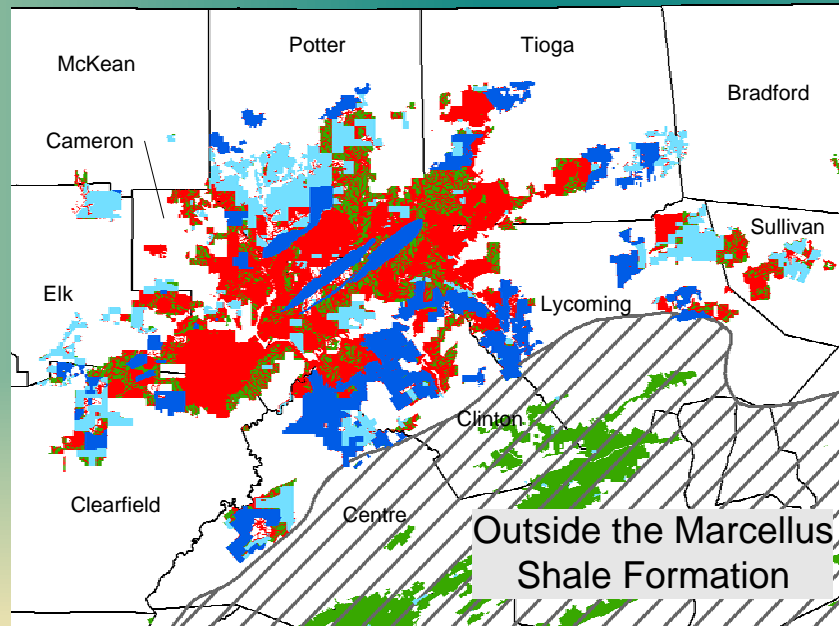 Potter
Tioga
McKean
Bradford
Cameron
Sullivan
Elk
Lycoming
Clinton
Clearfield
Centre
Outside the Marcellus
Shale Formation